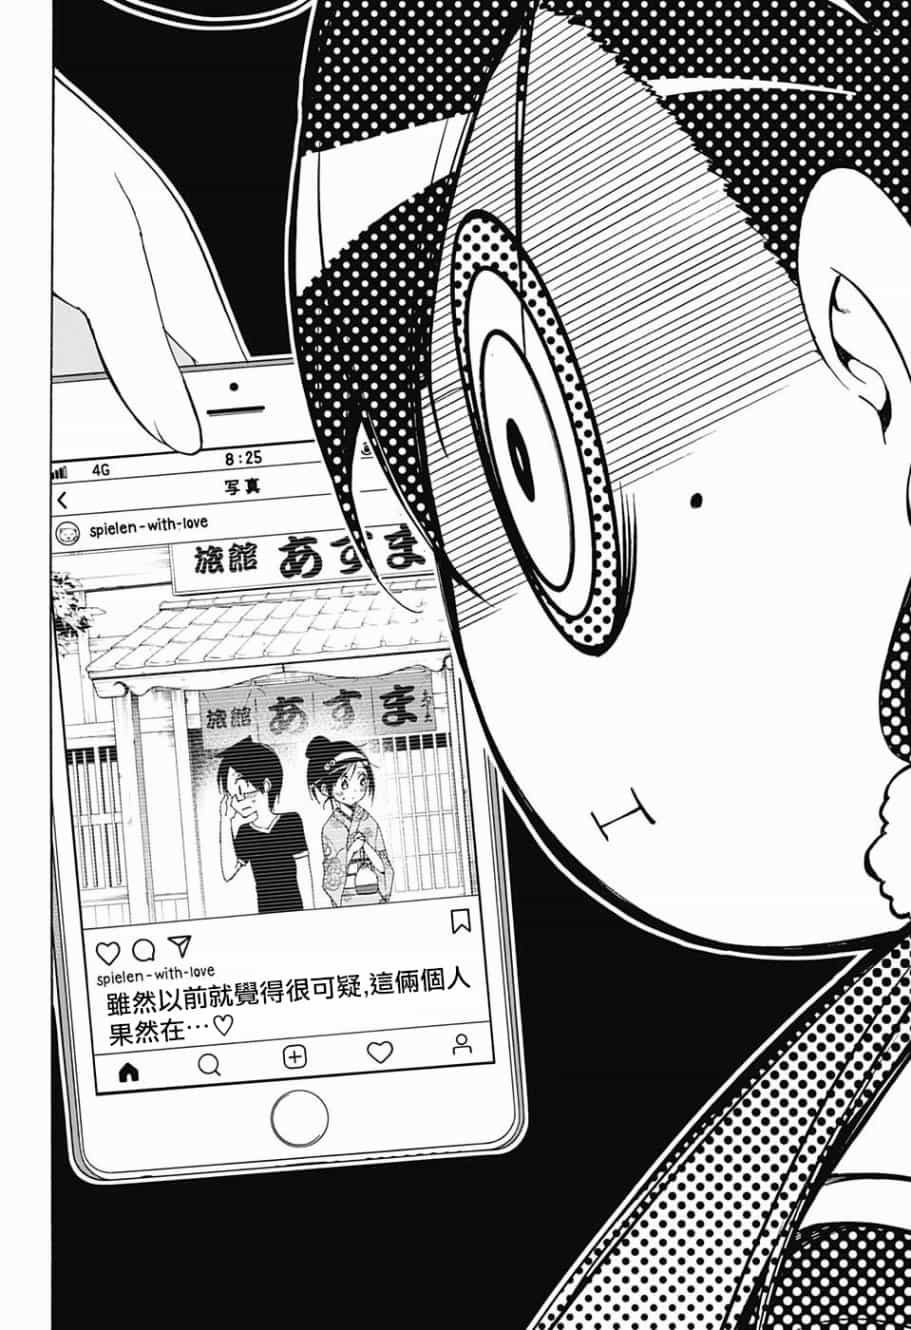 4G 8:25
写真
spielen-with-love
旅館 あずま
旅館 あずま
spielen-with-love
雖然以前就覺得很可疑,這倆個人
果然在…♡